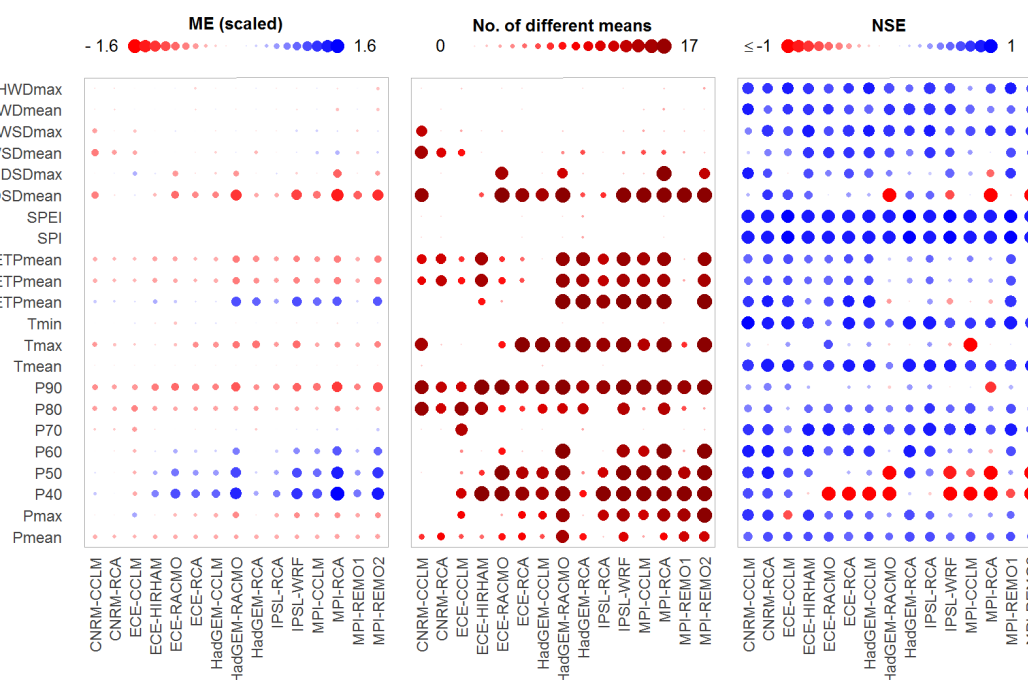 ME (scaled)
- 1.6
1.6
No. of different means
0
17
NSE
≤ -1
1
HWDmax
WDmean
WSDmax
SDmean
DSDmax
DSDmean
SPEI
SPI
ETPmean
ETPmean
ETPmean
Tmin
Tmax
Tmean
P90
P80
P70
P60
P50
P40
Pmax
Pmean
CNRM-CCLM
CNRM-RCA
ECE-CCLM
ECE-HIRHAM
ECE-RACMO
ECE-RCA
HadGEM-CCLM
HadGEM-RACMO
HadGEM-RCA
IPSL-RCA
IPSL-WRF
MPI-CCLM
MPI-RCA
MPI-REMO1
MPI-REMO2
CNRM-CCLM
CNRM-RCA
ECE-CCLM
ECE-HIRHAM
ECE-RACMO
ECE-RCA
HadGEM-CCLM
HadGEM-RACMO
HadGEM-RCA
IPSL-RCA
IPSL-WRF
MPI-CCLM
MPI-RCA
MPI-REMO1
MPI-REMO2
CNRM-CCLM
CNRM-RCA
ECE-CCLM
ECE-HIRHAM
ECE-RACMO
ECE-RCA
HadGEM-CCLM
HadGEM-RACMO
HadGEM-RCA
IPSL-RCA
IPSL-WRF
MPI-CCLM
MPI-RCA
MPI-REMO1